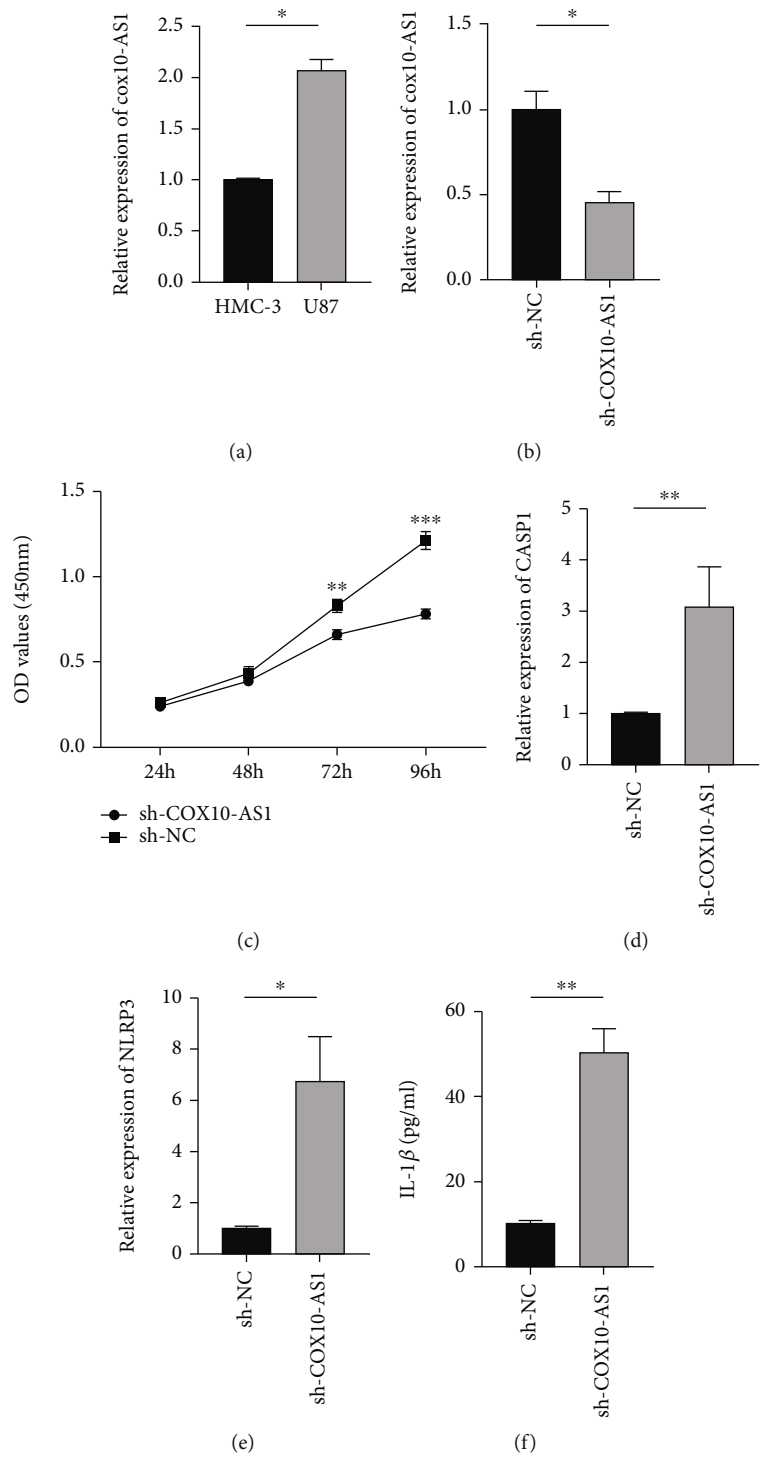 Relative expression of cox10-AS1
2.5
2.0
1.5
1.0
0.5
0.0
*
HMC-3 U87
(a)
Relative expression of cox10-AS1
1.5
1.0
0.5
0.0
*
sh-NC
sh-COX10-AS1
(b)
OD values (450nm)
1.5
1.0
0.5
0.0
**
***
24h 48h 72h 96h
sh-COX10-AS1
sh-NC
(c)
Relative expression of CASP1
5
4
3
2
1
0
**
sh-NC
sh-COX10-AS1
(d)
Relative expression of NLRP3
10
8
6
4
2
0
*
sh-NC
sh-COX10-AS1
(e)
IL-1β (pg/ml)
60
40
20
0
**
sh-NC
sh-COX10-AS1
(f)